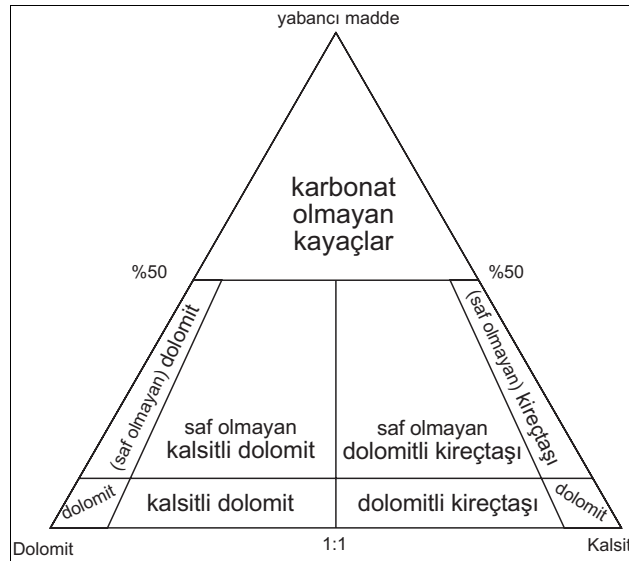 yabancı madde
karbonat
olmayan
kayaçlar
%50
%50
(saf olmayan) dolomit
(saf olmayan) kireçtaşı
saf olmayan
kalsitli dolomit
saf olmayan
dolomitli kireçtaşı
dolomit
kalsitli dolomit
dolomitli kireçtaşı
dolomit
Dolomit
1:1
Kalsit